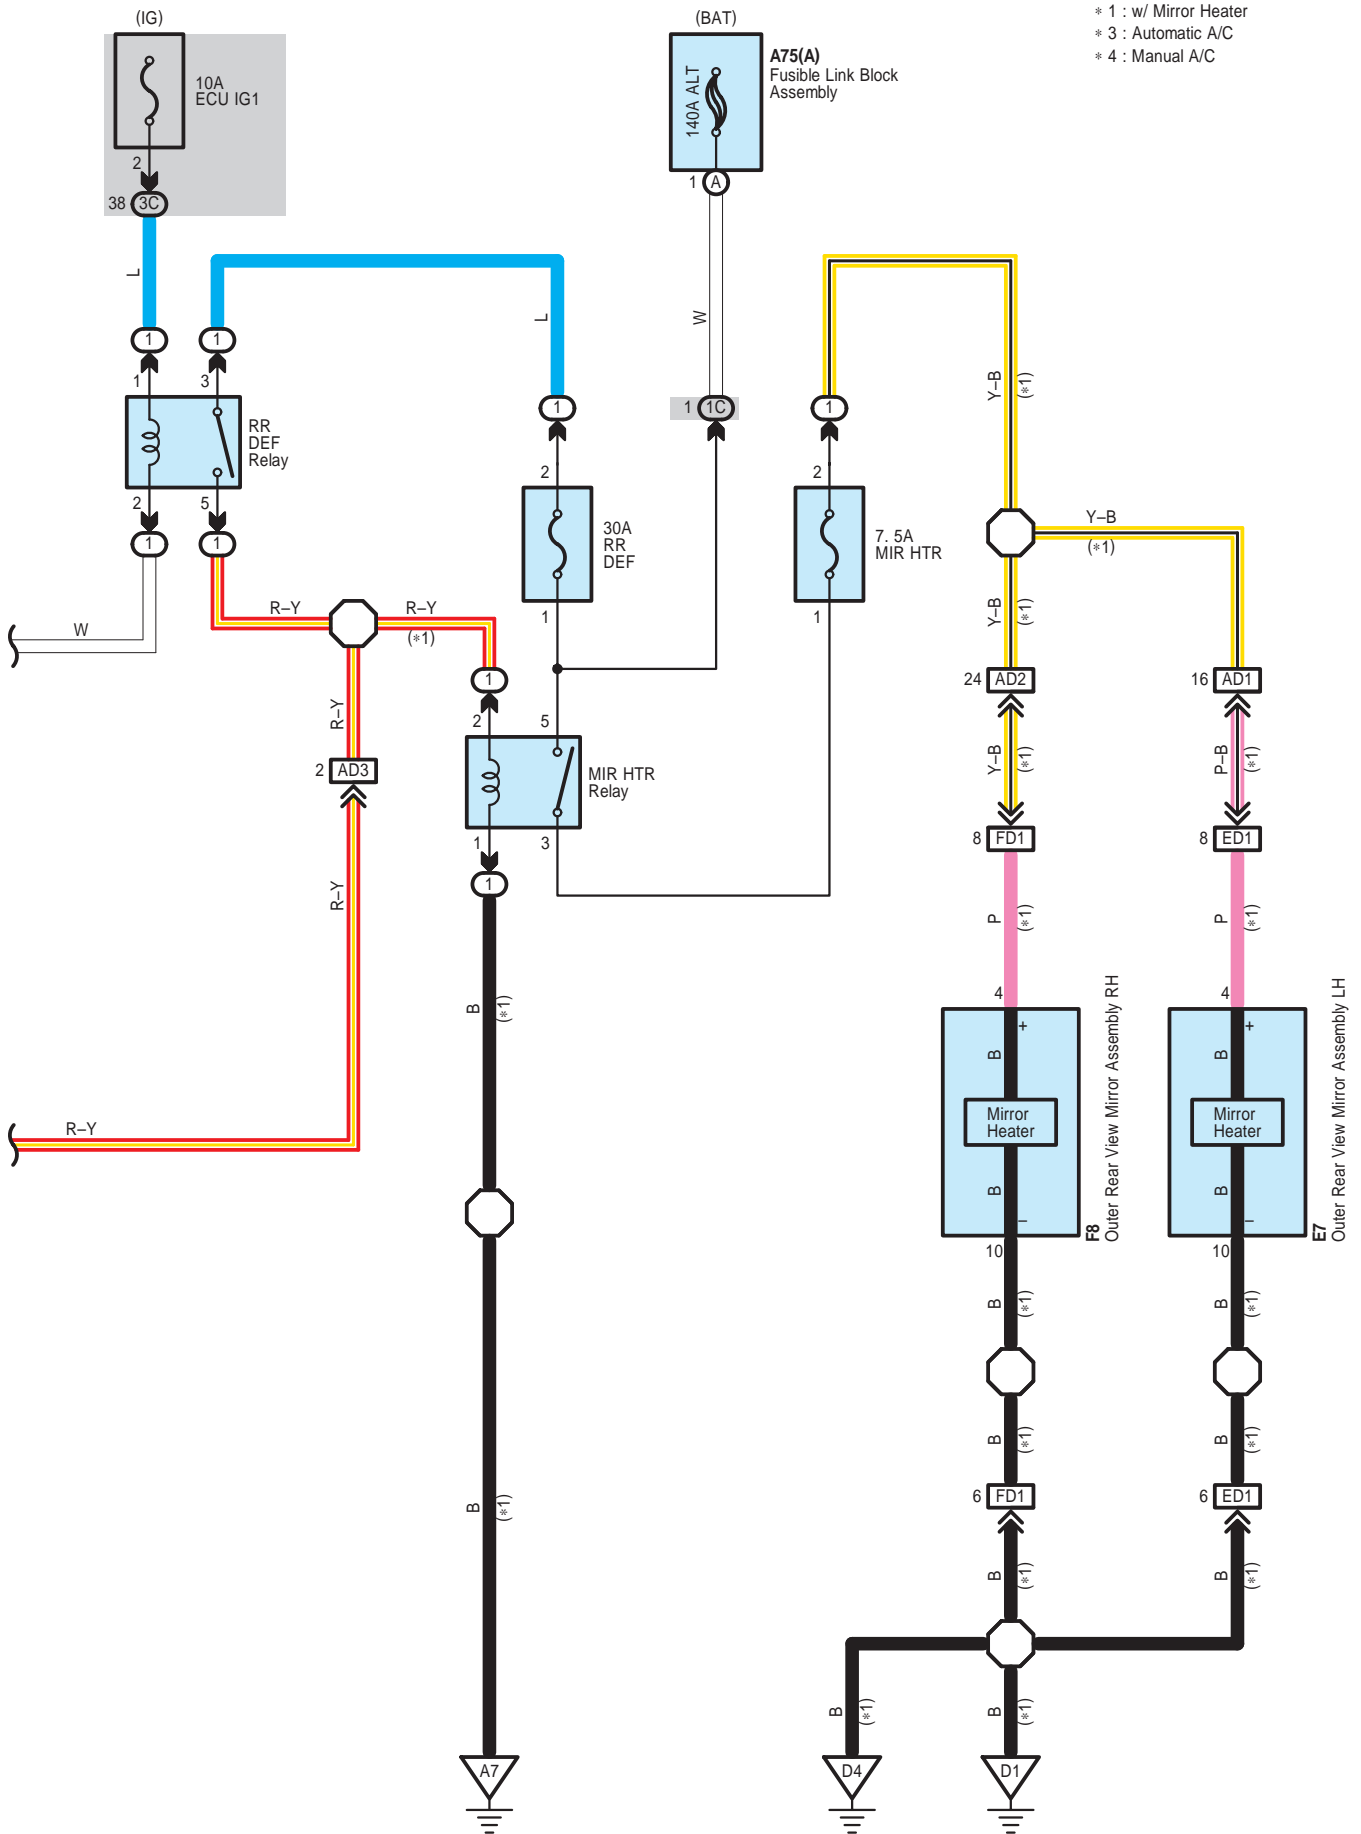 (IG)
(BAT)
* 1 : w/ Mirror Heater
* 3 : Automatic A/C
* 4 : Manual A/C
10A
ECU IG1
140A ALT
A75(A)
Fusible Link Block
Assembly
2
38 3C
1 A
L
L
W
Y–B
(*1)
1
1
1
3
1
1 1C
1
RR
DEF
Relay
2
5
1
1
2
30A
RR
DEF
1
2
7. 5A
MIR HTR
1
Y–B
(*1)
Y–B
(*1)
W
R–Y
R–Y
(*1)
R–Y
1
24 AD2
16 AD1
2
5
MIR HTR
Relay
2 AD3
1
3
1
Y–B
(*1)
P–B
(*1)
8 FD1
8 ED1
R–Y
P
(*1)
P
(*1)
B
(*1)
4
4
+
B
Mirror
Heater
B
–
+
B
Mirror
Heater
B
–
F8
Outer Rear View Mirror Assembly RH
E7
Outer Rear View Mirror Assembly LH
R–Y
10
10
B
(*1)
B
(*1)
B
(*1)
B
(*1)
B
(*1)
6 FD1
6 ED1
B
(*1)
B
(*1)
B
(*1)
B
(*1)
A7
D4
D1